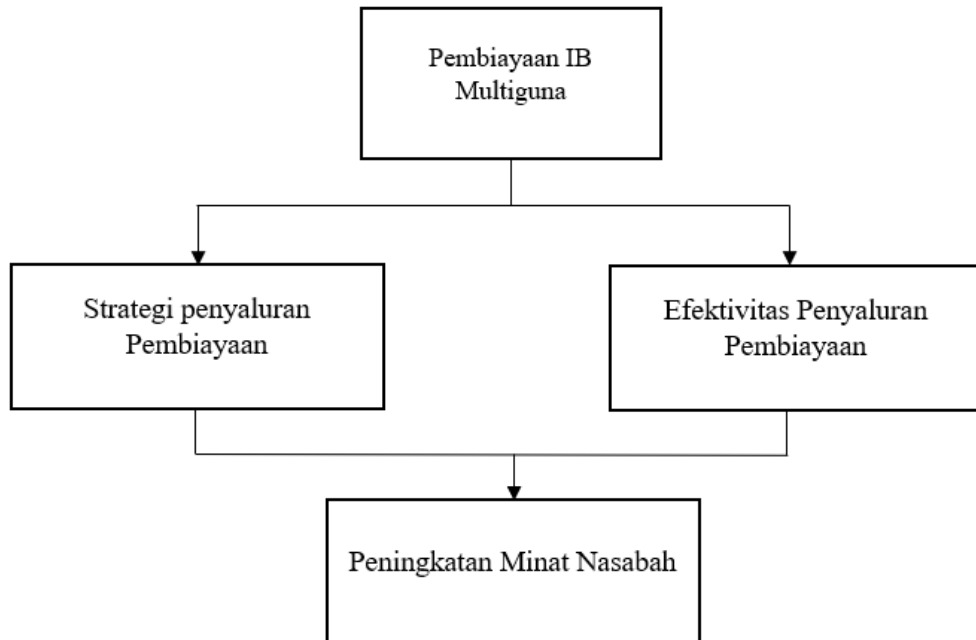 Pembiayaan IB
Multiguna
Strategi penyaluran
Pembiayaan
Efektivitas Penyaluran
Pembiayaan
Peningkatan Minat Nasabah